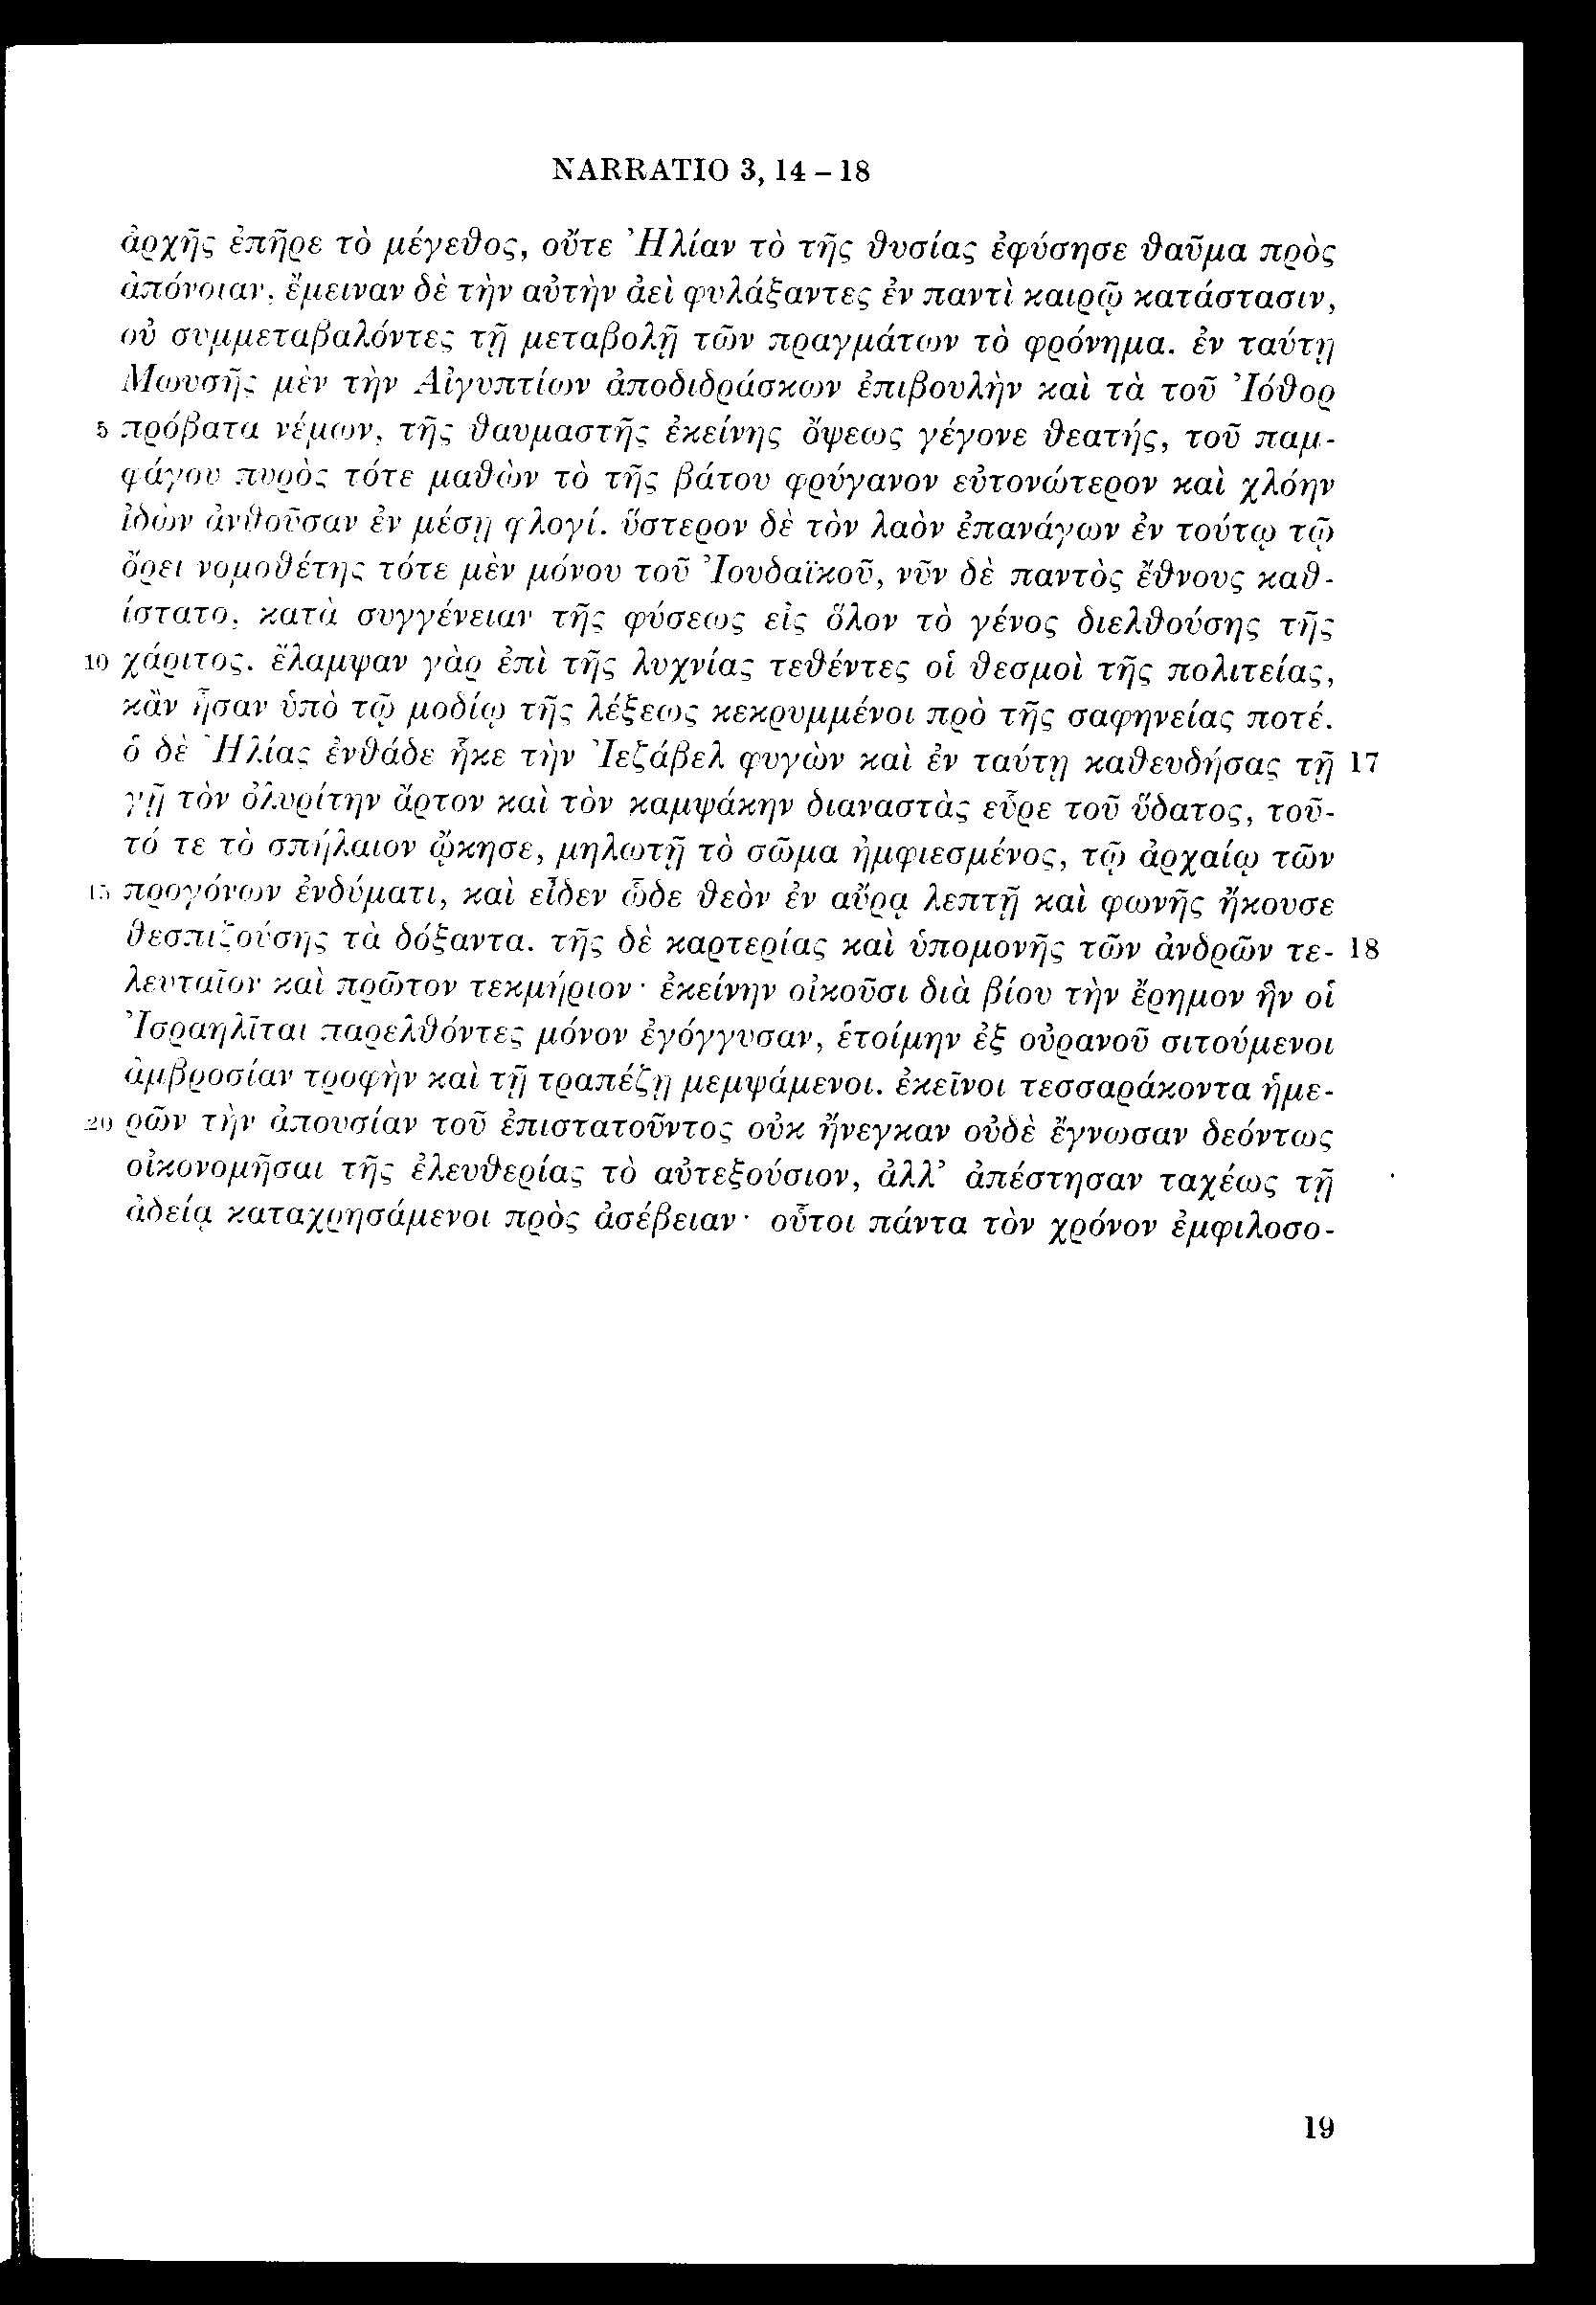 NARRATIO 3, 14 – 18
ἀρχῆς ἐπῆρε τὸ μέγεθος, οὔτε Ἠλίαν τὸ τῆς θυσίας ἐφύσησε θαῦμα πρὸς
ἀπόνοιαν, ἔμειναν δὲ τὴν αὐτὴν ἀεὶ φυλάξαντες ἐν παντὶ καιρῷ κατάστασιν,
οὐ συμμεταβαλόντες τῇ μεταβολῇ τῶν πραγμάτων τὸ φρόνημα. ἐν ταύτῃ
Μωυσῆς μὲν τὴν Αἰγυπτίων ἀποδιδράσκων ἐπιβουλὴν καὶ τὰ τοῦ Ἰόθορ
5 πρόβατα νέμων, τῆς θαυμαστῆς ἐκείνης ὄψεως γέγονε θεατής, τοῦ παμ-
φάγου πυρὸς τότε μαθὼν τὸ τῆς βάτου φρύγανον εὐτονώτερον καὶ χλόην
ἰδὼν ἀνθοῦσαν ἐν μέσῃ φλογί. ὕστερον δὲ τὸν λαὸν ἐπανάγων ἐν τούτῳ τῷ
ὄρει νομοθέτης τότε μὲν μόνου τοῦ Ἰουδαϊκοῦ, νῦν δὲ παντὸς ἔθνους καθ-
ίστατο, κατὰ συγγένειαν τῆς φύσεως εἰς ὅλον τὸ γένος διελθούσης τῆς
10 χάριτος. ἔλαμψαν γὰρ ἐπὶ τῆς λυχνίας τεθέντες οἱ θεσμοὶ τῆς πολιτείας,
κἂν ἦσαν ὑπὸ τῷ μοδίῳ τῆς λέξεως κεκρυμμένοι πρὸ τῆς σαφηνείας ποτέ.
ὁ δὲ Ἠλίας ἐνθάδε ἧκε τὴν Ἰεζάβελ φυγὼν καὶ ἐν ταύτῃ καθευδήσας τῇ 17
γῇ τὸν ὀλυρίτην ἄρτον καὶ τὸν καμψάκην διαναστὰς εὗρε τοῦ ὕδατος, τοῦ-
τό τε τὸ σπήλαιον ᾤκησε, μηλωτῇ τὸ σῶμα ἠμφιεσμένος, τῷ ἀρχαίῳ τῶν
15 προγόνων ἐνδύματι, καὶ εἶδεν ὧδε θεὸν ἐν αὔρᾳ λεπτῇ καὶ φωνῆς ἤκουσε
θεσπιζούσης τὰ δόξαντα. τῆς δὲ καρτερίας καὶ ὑπομονῆς τῶν ἀνδρῶν τε- 18
λευταῖον καὶ πρῶτον τεκμήριον· ἐκείνην οἰκοῦσι διὰ βίου τὴν ἔρημον ἣν οἱ
Ἰσραηλῖται παρελθόντες μόνον ἐγόγγυσαν, ἑτοίμην ἐξ οὐρανοῦ σιτούμενοι
ἀμβροσίαν τροφὴν καὶ τῇ τραπέζῃ μεμψάμενοι. ἐκεῖνοι τεσσαράκοντα ἡμε-
20 ρῶν τὴν ἀπουσίαν τοῦ ἐπιστατοῦντος οὐκ ἤνεγκαν οὐδὲ ἔγνωσαν δεόντως
οἰκονομῆσαι τῆς ἐλευθερίας τὸ αὐτεξούσιον, ἀλλ’ ἀπέστησαν ταχέως τῇ
ἀδείᾳ καταχρησάμενοι πρὸς ἀσέβειαν· οὗτοι πάντα τὸν χρόνον ἐμφιλοσο-
19